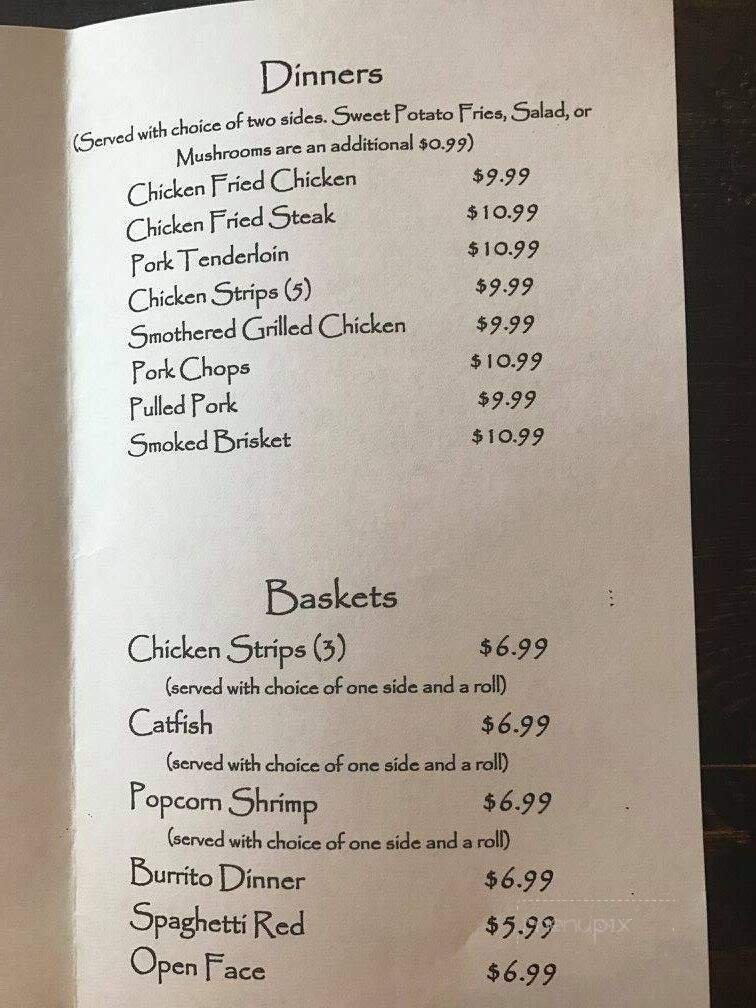 Dinners
(Served with choice of two sides. Sweet Potato Fries, Salad, or
Mushrooms are an additional $0.99)
Chicken Fried Chicken $9.99
Chicken Fried Steak $10.99
Pork Tenderloin $10.99
Chicken Strips (5) $9.99
Smothered Grilled Chicken $9.99
Pork Chops $10.99
Pulled Pork $9.99
Smoked Brisket $10.99
Baskets
Chicken Strips (3) $6.99
(served with choice of one side and a roll)
Catfish $6.99
(served with choice of one side and a roll)
Popcorn Shrimp $6.99
(served with choice of one side and a roll)
Burrito Dinner $6.99
Spaghetti Red $5.99
Open Face $6.99
menupix